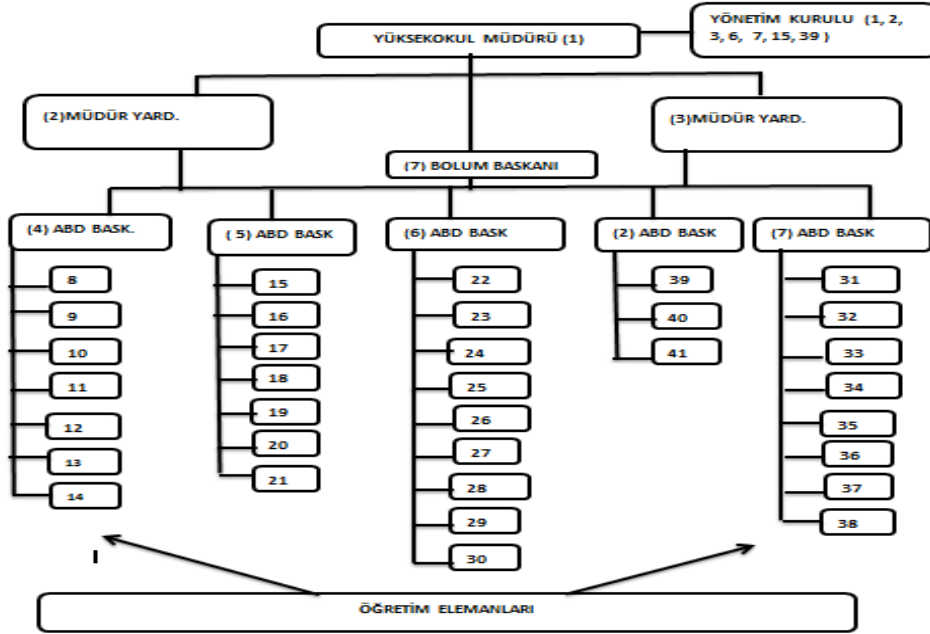 YÜKSEKOKUL MÜDÜRÜ (1)
YÖNETİM KURULU (1, 2,
3, 6, 7, 15, 39 )
(2)MÜDÜR YARD.
(3)MÜDÜR YARD.
(7) BOLUM BASKANI
(4) ABD BASK.
( 5) ABD BASK
(6) ABD BASK
(2) ABD BASK
(7) ABD BASK
8
9
10
11
12
13
14
15
16
17
18
19
20
21
22
23
24
25
26
27
28
29
30
39
40
41
31
32
33
34
35
36
37
38
I
ÖĞRETİM ELEMANLARI